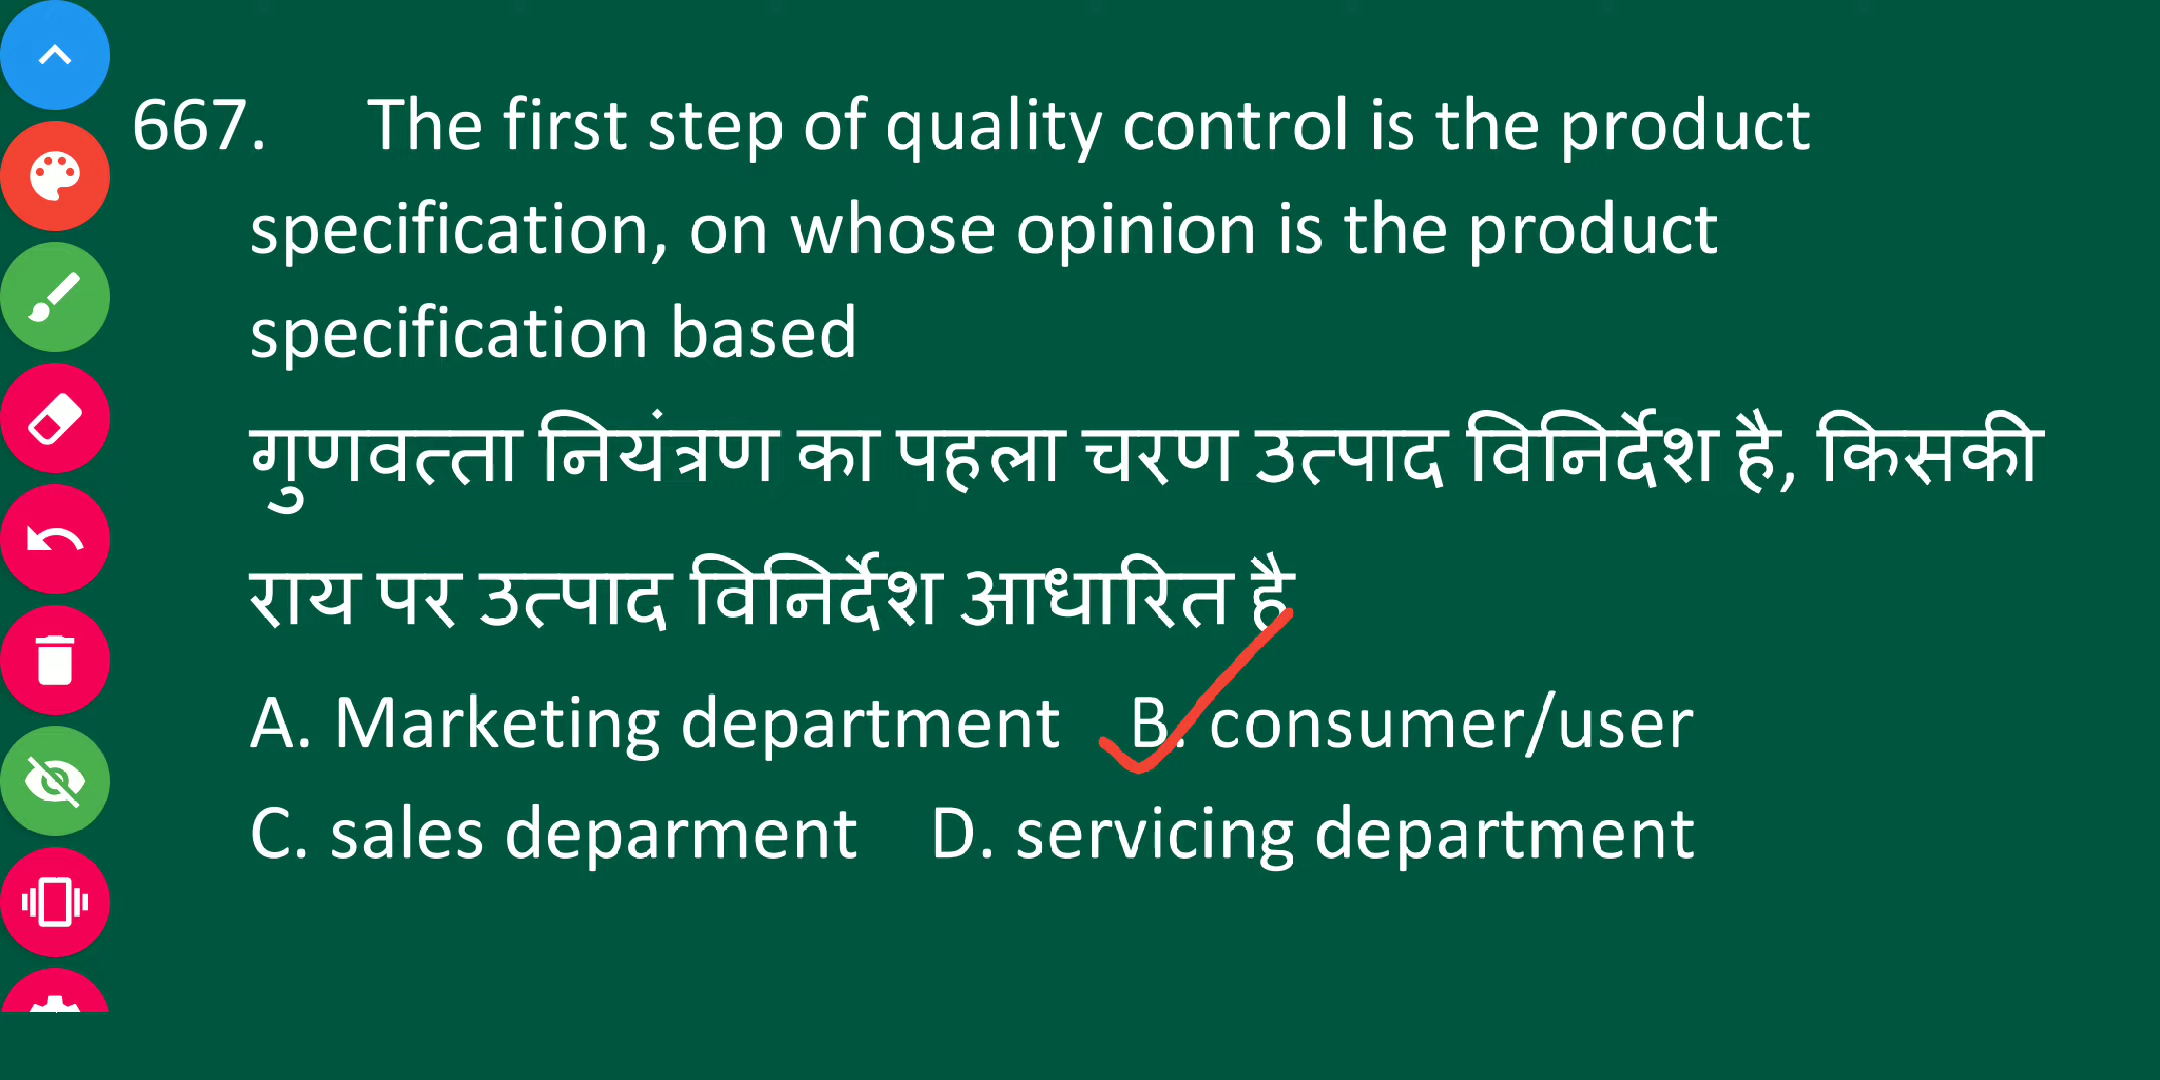 667. The first step of quality control is the product
specification, on whose opinion is the product
specification based
गुणवत्ता नियंत्रण का पहला चरण उत्पाद विनिर्देश है, किसकी
राय पर उत्पाद विनिर्देश आधारित है
A. Marketing department B. consumer/user
C. sales deparment D. servicing department